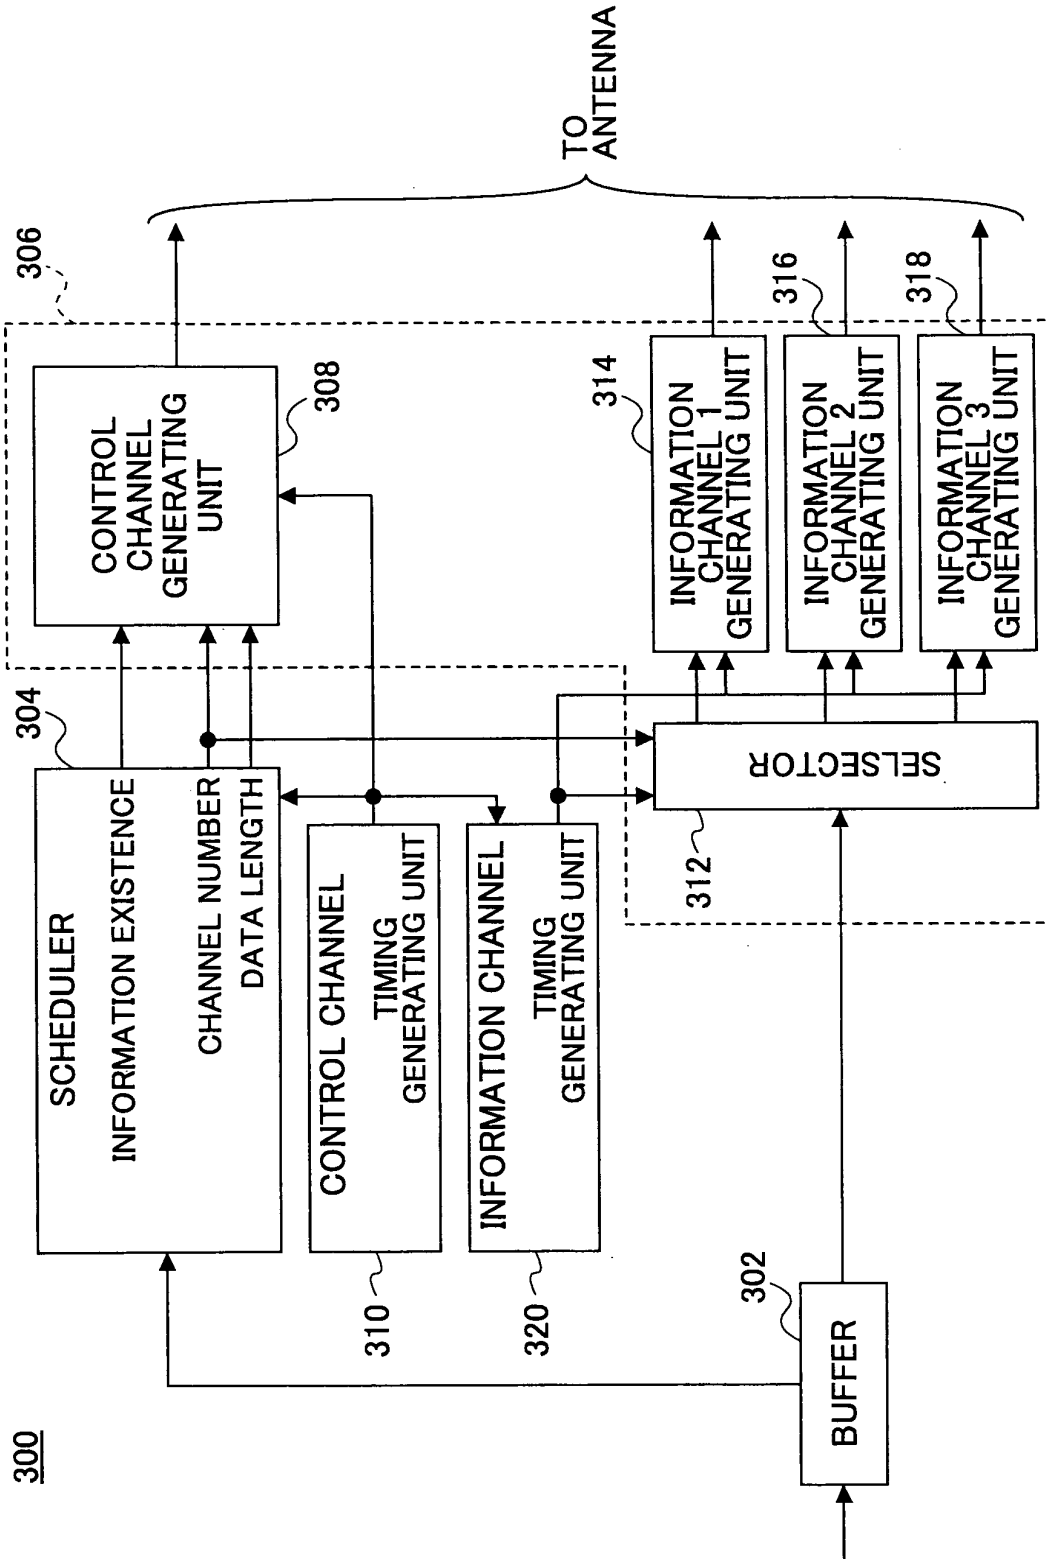 300
BUFFER
302
SCHEDULER
INFORMATION EXISTENCE
CHANNEL NUMBER
DATA LENGTH
304
CONTROL CHANNEL
TIMING
GENERATING UNIT
310
INFORMATION CHANNEL
TIMING
GENERATING UNIT
320
306
CONTROL
CHANNEL
GENERATING
UNIT
308
SELSECTOR
312
INFORMATION
CHANNEL 1
GENERATING UNIT
314
INFORMATION
CHANNEL 2
GENERATING UNIT
316
INFORMATION
CHANNEL 3
GENERATING UNIT
318
TO
ANTENNA